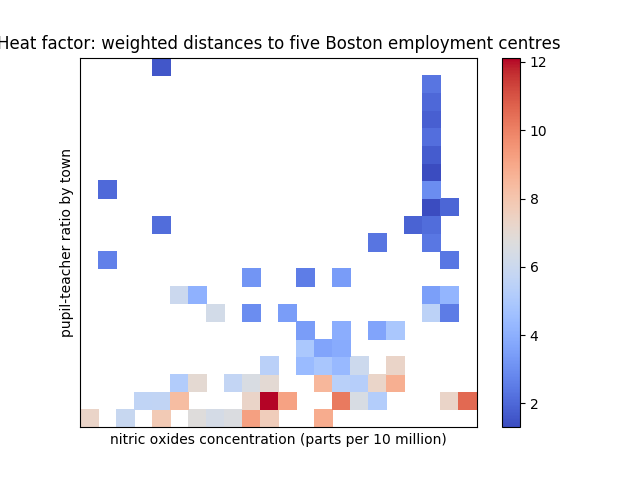 Heat factor: weighted distances to five Boston employment centres
12
10
8
6
4
2
pupil-teacher ratio by town
nitric oxides concentration (parts per 10 million)